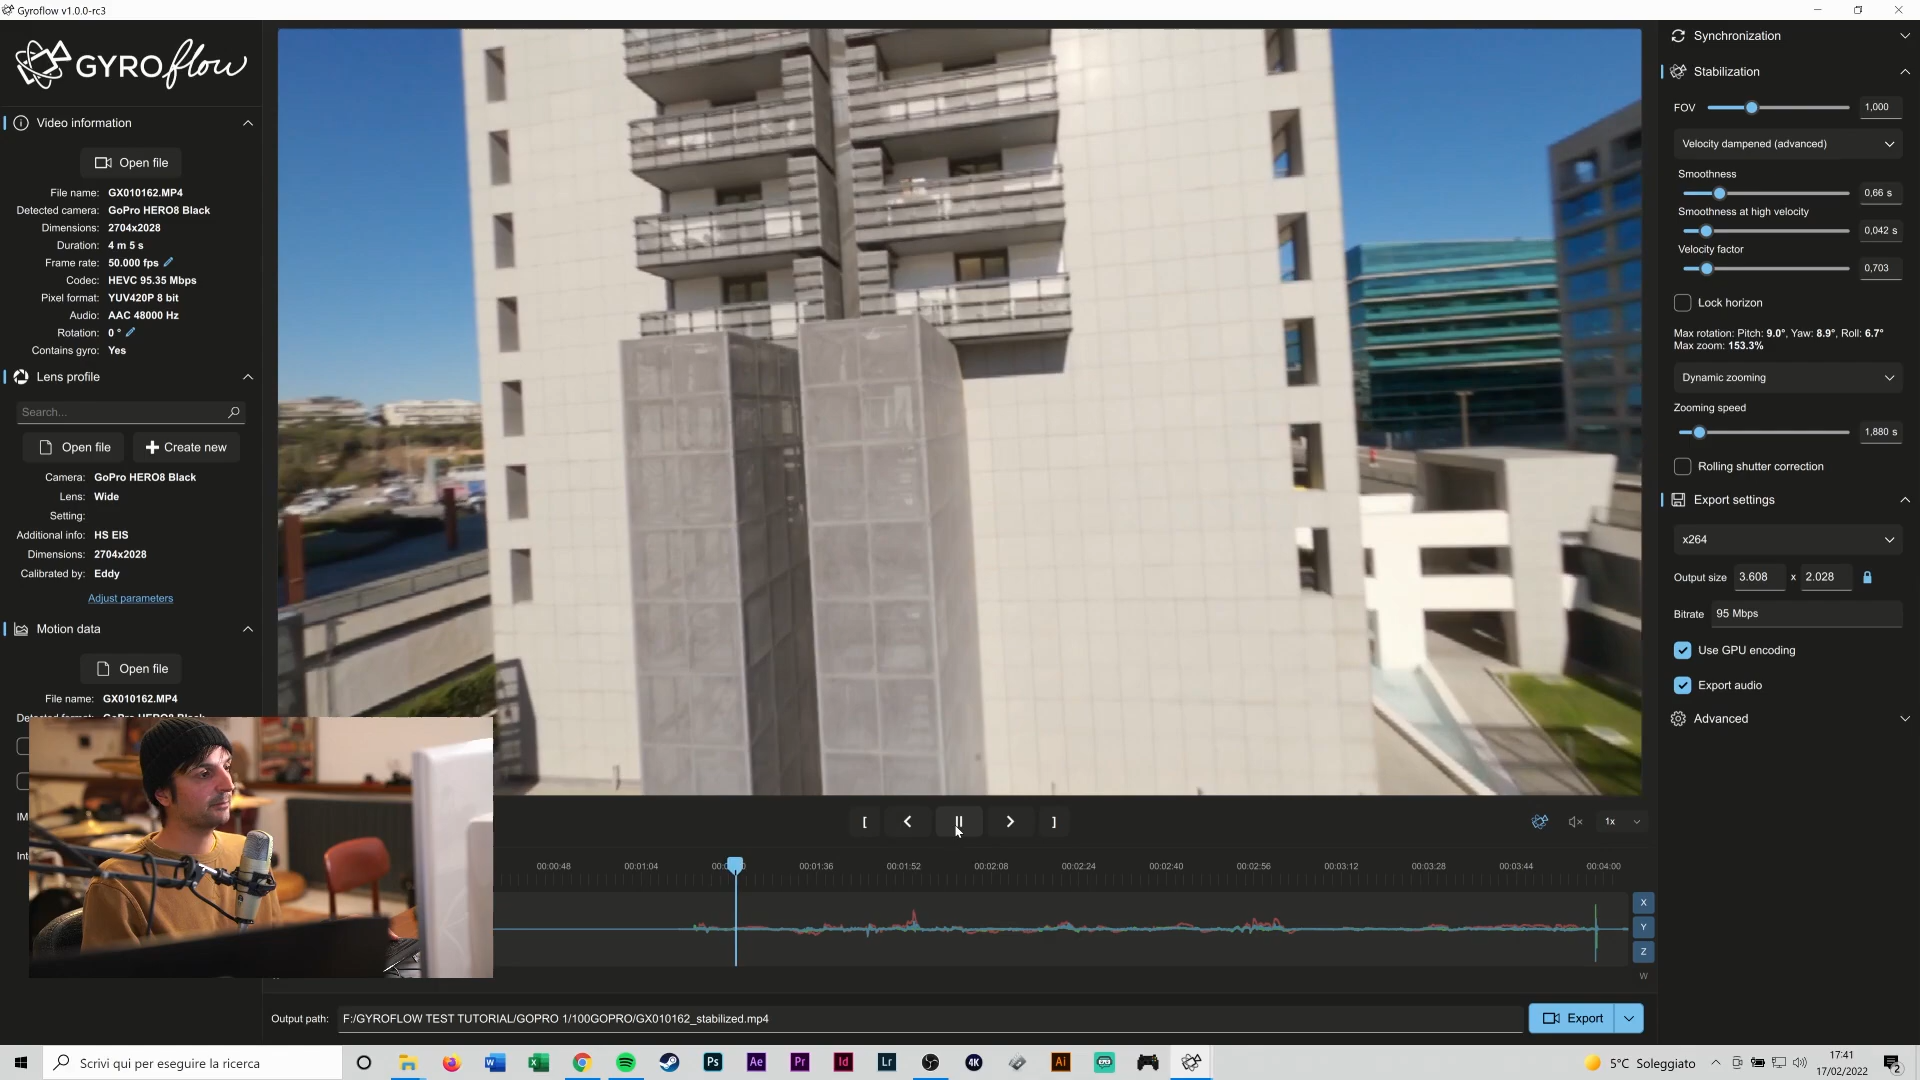 Gyroflow v1.0.0-rc3
GYROflow
Video information
Open file
File name: GX010162.MP4
Detected camera: GoPro HERO8 Black
Dimensions: 2704x2028
Duration: 4 m 5 s
Frame rate: 50.000 fps
Codec: HEVC 95.35 Mbps
Pixel format: YUV420P 8 bit
Audio: AAC 48000 Hz
Rotation: 0 °
Contains gyro: Yes
Lens profile
Search...
Open file
Create new
Camera: GoPro HERO8 Black
Lens: Wide
Setting:
Additional info: HS EIS
Dimensions: 2704x2028
Calibrated by: Eddy
Adjust parameters
Motion data
Open file
File name: GX010162.MP4
IM
Int
[
]
1x
00:00:48
00:01:04
00:01:36
00:01:52
00:02:08
00:02:24
00:02:40
00:02:56
00:03:12
00:03:28
00:03:44
00:04:00
X
Y
Z
W
Output path: F:/GYROFLOW TEST TUTORIAL/GOPRO 1/100GOPRO/GX010162_stabilized.mp4
Export
Synchronization
Stabilization
FOV 1,000
Velocity dampened (advanced)
Smoothness
0,66 s
Smoothness at high velocity
0,042 s
Velocity factor
0,703
Lock horizon
Max rotation: Pitch: 9.0°, Yaw: 8.9°, Roll: 6.7°
Max zoom: 153.3%
Dynamic zooming
Zooming speed
1,880 s
Rolling shutter correction
Export settings
x264
Output size 3.608 x 2.028
Bitrate 95 Mbps
Use GPU encoding
Export audio
Advanced
Scrivi qui per eseguire la ricerca
Ps
Ae
Pr
Id
Lr
4K
Ai
5°C Soleggiato
17:41
17/02/2022
2